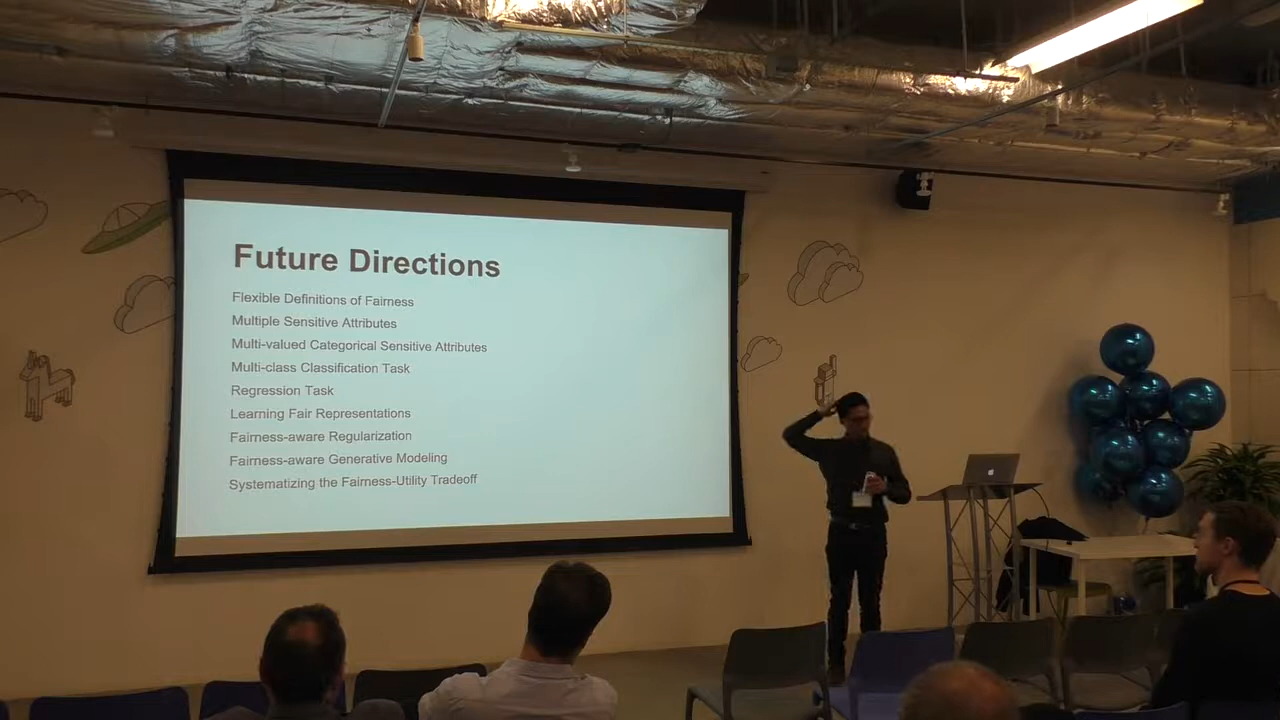 Future Directions
Flexible Definitions of Fairness
Multiple Sensitive Attributes
Multi-valued Categorical Sensitive Attributes
Multi-class Classification Task
Regression Task
Learning Fair Representations
Fairness-aware Regularization
Fairness-aware Generative Modeling
Systematizing the Fairness-Utility Tradeoff